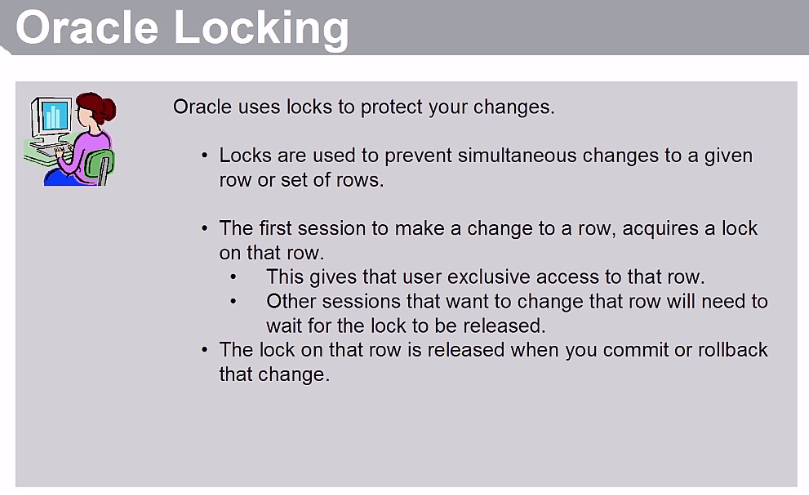 Oracle Locking
Oracle uses locks to protect your changes.
• Locks are used to prevent simultaneous changes to a given
row or set of rows.
• The first session to make a change to a row, acquires a lock
on that row.
• This gives that user exclusive access to that row.
• Other sessions that want to change that row will need to
wait for the lock to be released.
• The lock on that row is released when you commit or rollback
that change.